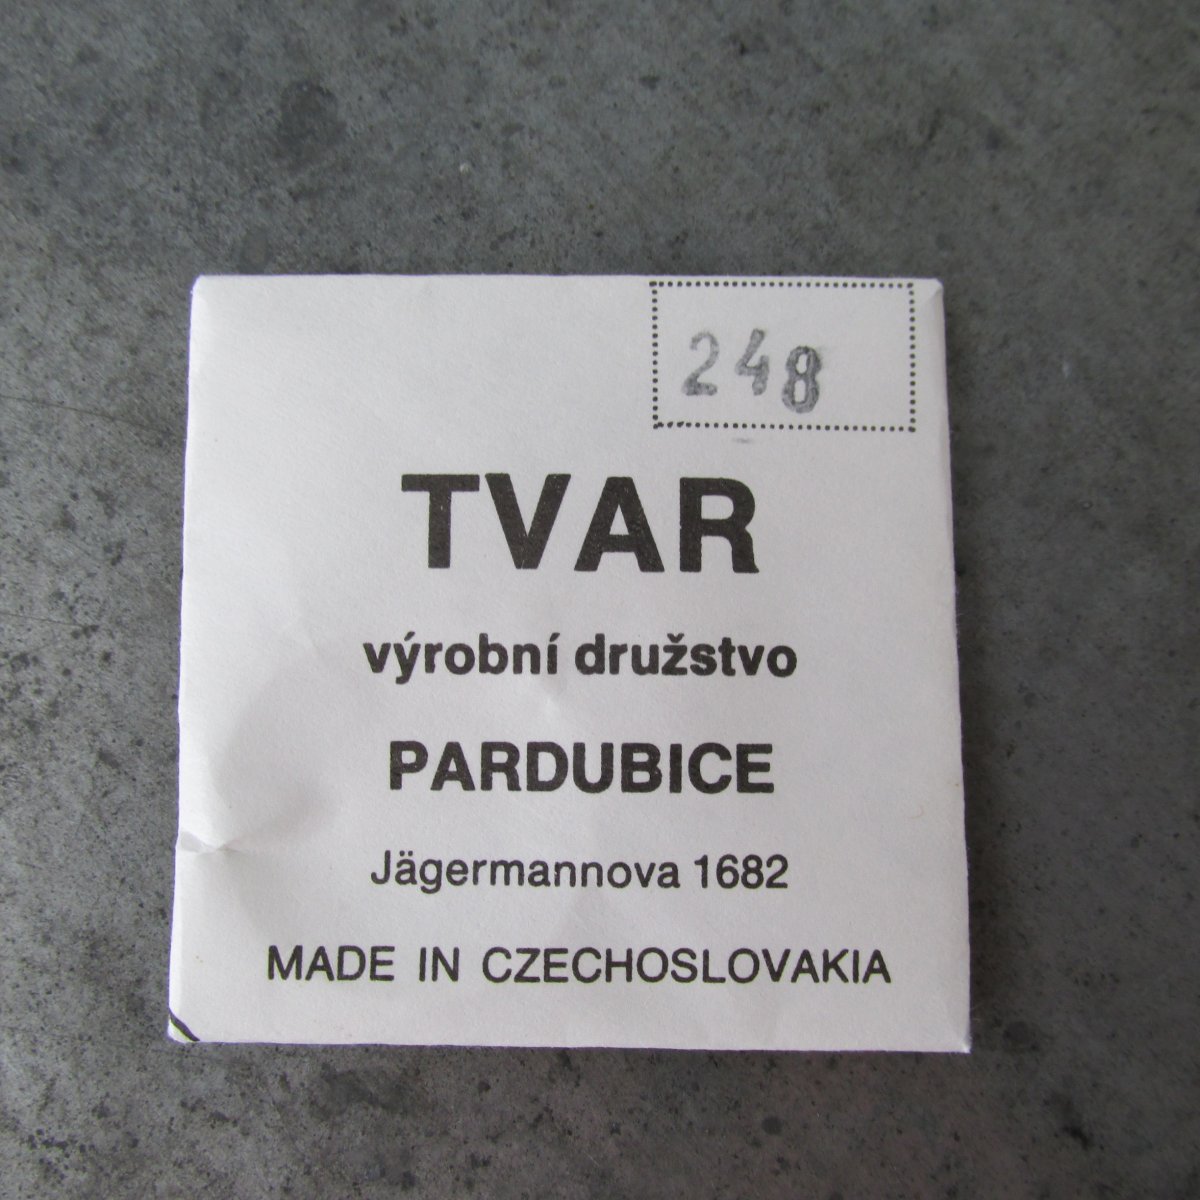 248
TVAR
výrobní družstvo
PARDUBICE
Jägermannova 1682
MADE IN CZECHOSLOVAKIA